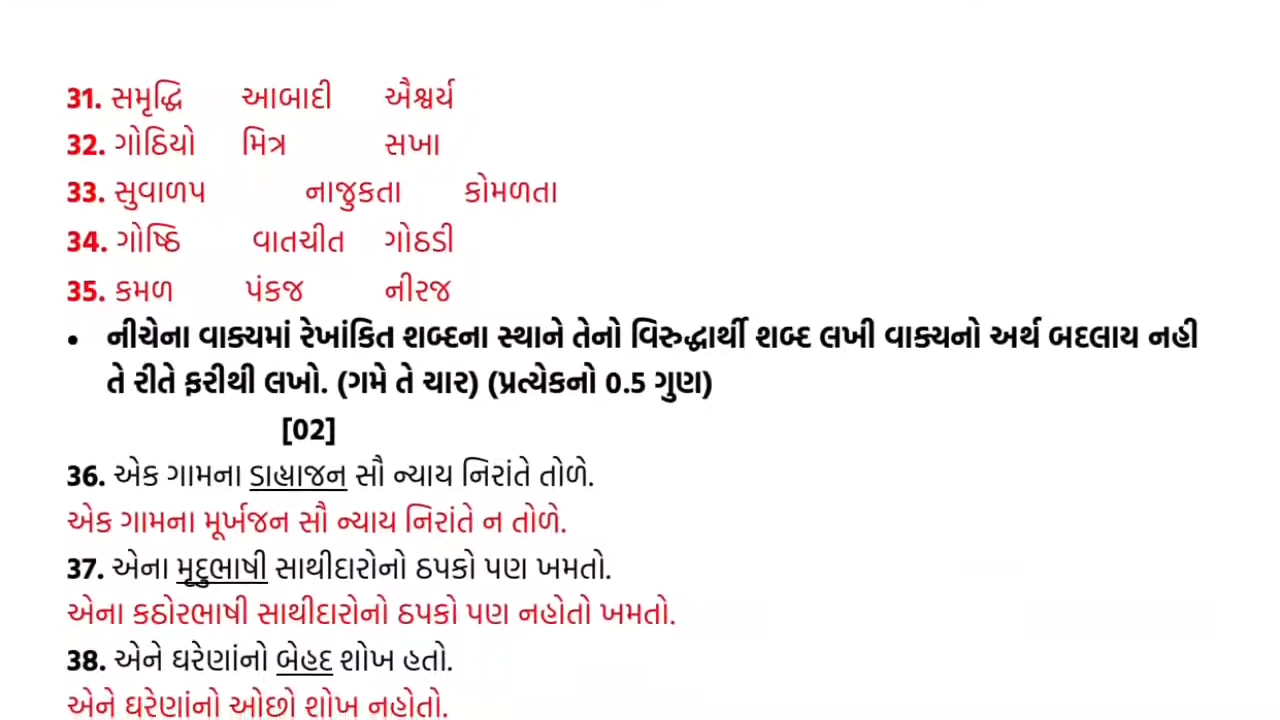 31. સમૃદ્ધિ આબાદી ઐશ્વર્ય
32. ગોઠિયો મિત્ર સખા
33. સુવાળપ નાજુકતા કોમળતા
34. ગોષ્ઠિ વાતચીત ગોઠડી
35. કમળ પંકજ નીરજ
• નીચેના વાક્યમાં રેખાંકિત શબ્દના સ્થાને તેનો વિરુદ્ધાર્થી શબ્દ લખી વાક્યનો અર્થ બદલાય નહી
તે રીતે ફરીથી લખો. (ગમે તે ચાર) (પ્રત્યેકનો 0.5 ગુણ)
[02]
36. એક ગામના ડાહ્યાજન સૌ ન્યાય નિરાંતે તોળે.
એક ગામના મૂર્ખજન સૌ ન્યાય નિરાંતે ન તોળે.
37. એના મૃદુભાષી સાથીદારોનો ઠપકો પણ ખમતો.
એના કઠોરભાષી સાથીદારોનો ઠપકો પણ નહોતો ખમતો.
38. એને ઘરેણાંનો બેહદ શોખ હતો.
એને ઘરેણાંનો ઓછો શોખ નહોતો.